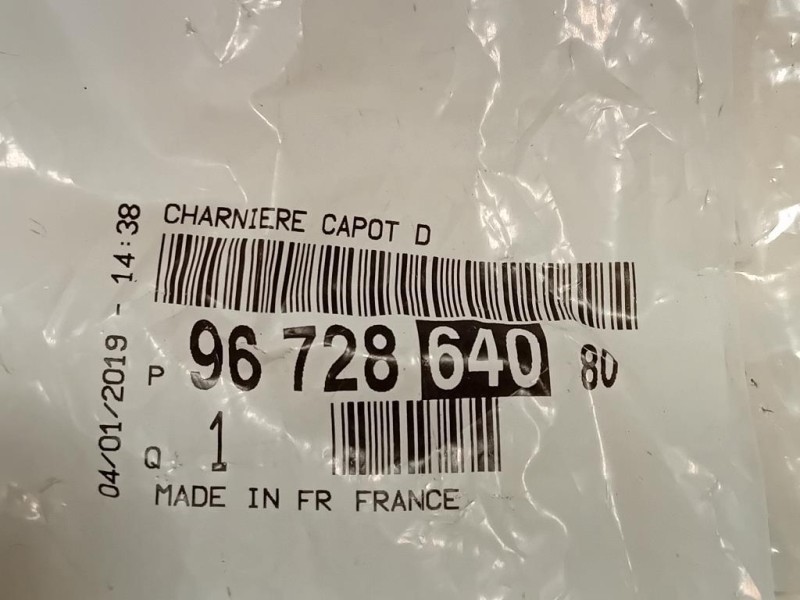 CHARNIERE CAPOT D
P 96 728 640 80
Q 1
MADE IN FR FRANCE
04/01/2019 - 14:38